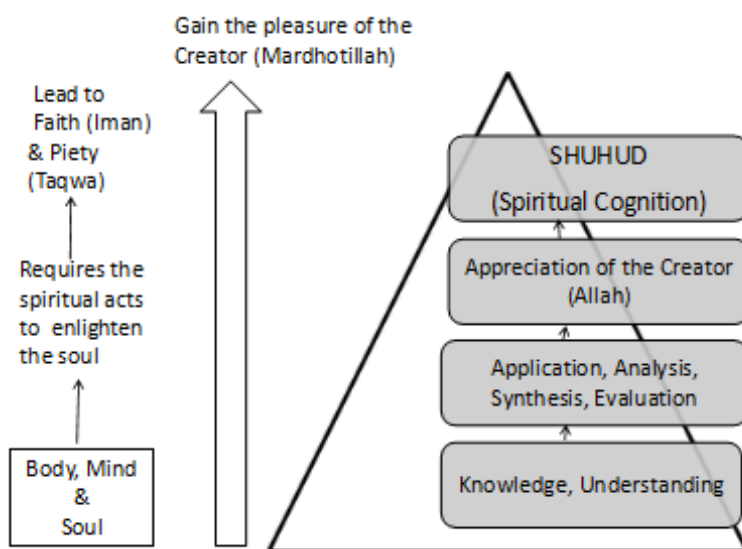 Gain the pleasure of the
Creator (Mardhotillah)
Lead to
Faith (Iman)
& Piety
(Taqwa)
Requires the
spiritual acts
to enlighten
the soul
Body, Mind
&
Soul
SHUHUD
(Spiritual Cognition)
Appreciation of the Creator
(Allah)
Application, Analysis,
Synthesis, Evaluation
Knowledge, Understanding